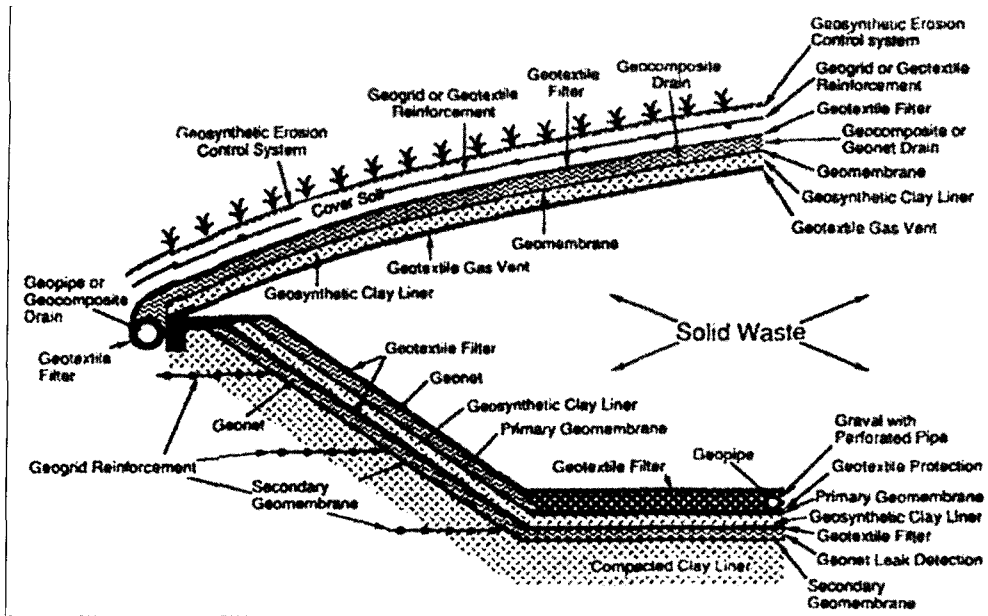 Geosynthetic Erosion
Control system
Geogrid or Geotextile
Reinforcement
Geotextile Filter
Geocomposite or
Geonet Drain
Geomembrane
Geosynthetic Clay Liner
Geotextile Gas Vent
Geocomposite
Drain
Geotextile
Filter
Geogrid or Geotextile
Reinforcement
Geosynthetic Erosion
Control System
Cover Soil
Geomembrane
Geotextile Gas Vent
Geosynthetic Clay Liner
Geopipe or
Geocomposite
Drain
Geotextile
Filter
Solid Waste
Geotextile Filter
Geonet
Geosynthetic Clay Liner
Primary Geomembrane
Geonet
Geogrid Reinforcement
Secondary
Geomembrane
Geotextile Filter
Geopipe
Graval with
Perforated Pipe
Geotextile Protection
Primary Geomembrane
Geosynthetic Clay Liner
Geotextile Filter
Geonet Leak Detection
Secondary
Geomembrane
Compacted Clay Liner